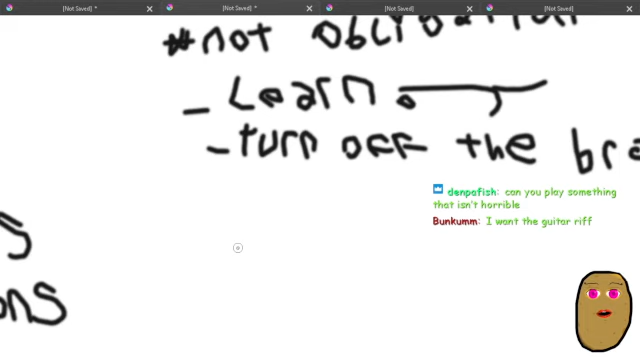 [Not Saved] * [Not Saved] * [Not Saved] [Not Saved]
*not
- Learn
- turn off the
denpafish: can you play something
that isn't horrible
Bunkumm: I want the guitar riff